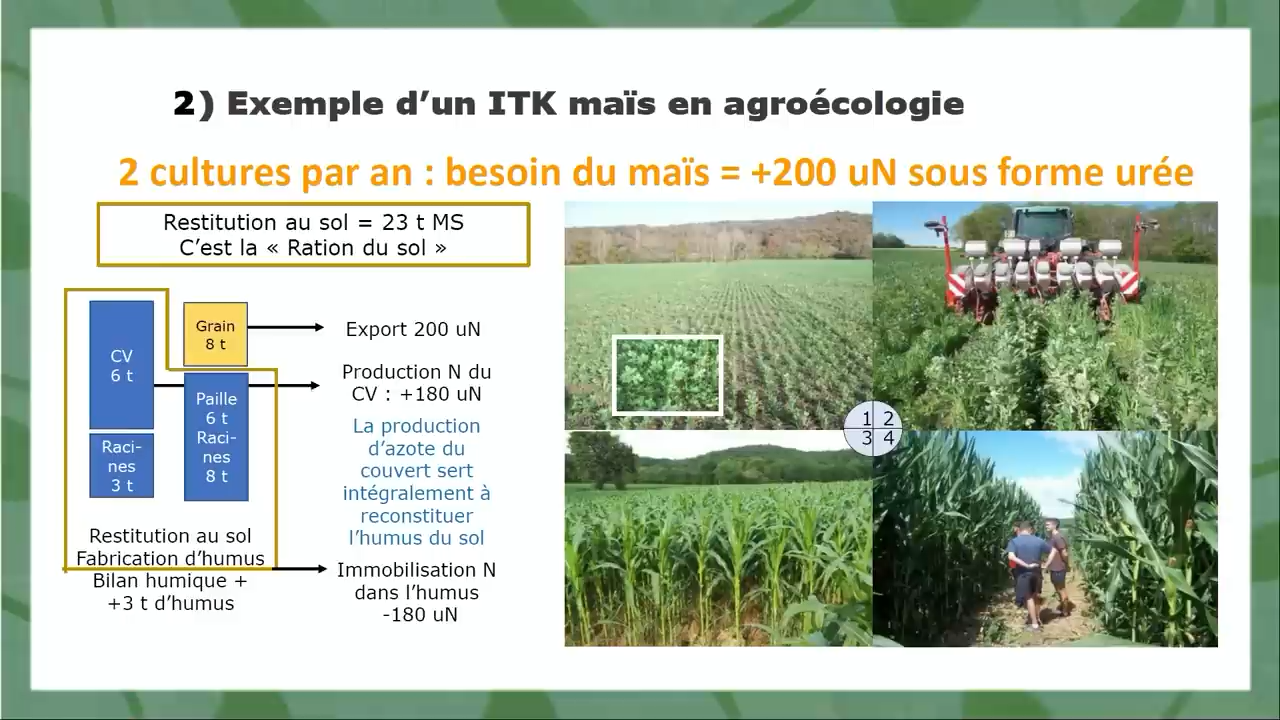 2) Exemple d’un ITK maïs en agroécologie
2 cultures par an : besoin du maïs = +200 uN sous forme urée
Restitution au sol = 23 t MS
C’est la « Ration du sol »
CV
6 t
Raci-
nes
3 t
Grain
8 t
Paille
6 t
Raci-
nes
8 t
Export 200 uN
Production N du
CV : +180 uN
La production
d’azote du
couvert sert
intégralement à
reconstituer
l’humus du sol
Restitution au sol
Fabrication d’humus
Bilan humique +
+3 t d’humus
Immobilisation N
dans l’humus
-180 uN
1 2
3 4